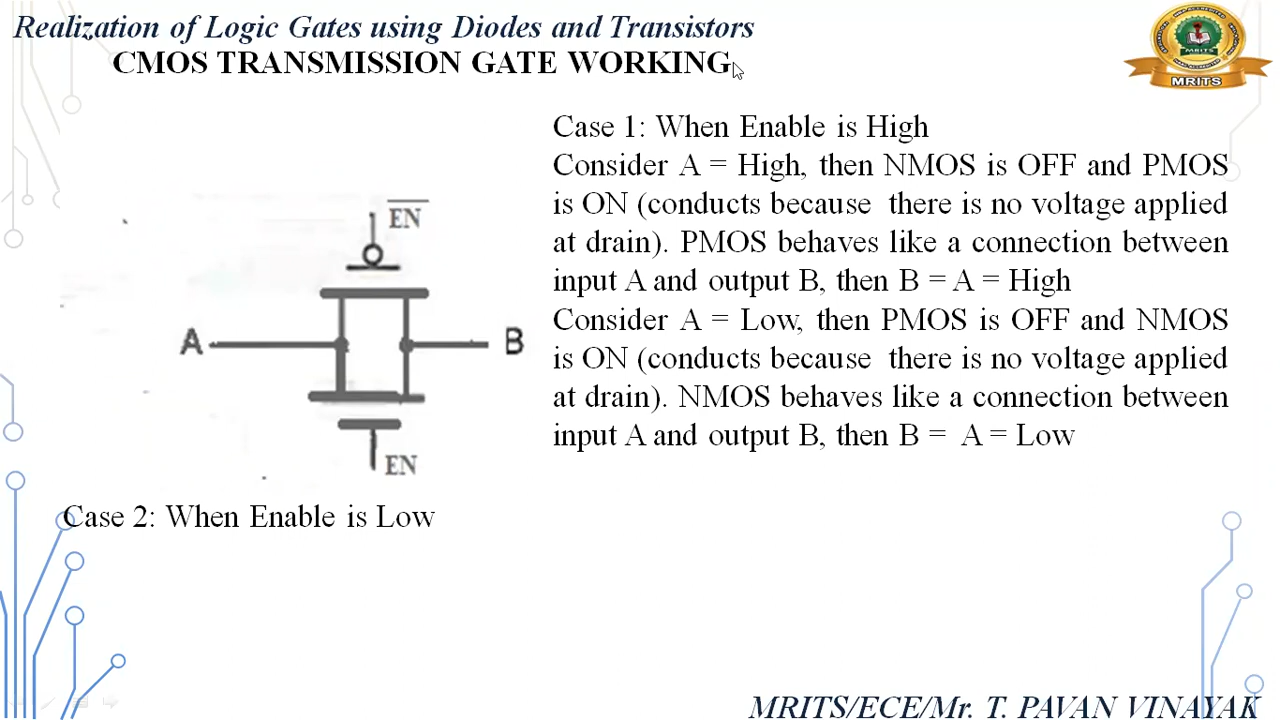 Realization of Logic Gates using Diodes and Transistors
CMOS TRANSMISSION GATE WORKING
MRITS
Case 1: When Enable is High
Consider A = High, then NMOS is OFF and PMOS
is ON (conducts because there is no voltage applied
at drain). PMOS behaves like a connection between
input A and output B, then B = A = High
Consider A = Low, then PMOS is OFF and NMOS
is ON (conducts because there is no voltage applied
at drain). NMOS behaves like a connection between
input A and output B, then B = A = Low
E̅N̅
A
B
EN
Case 2: When Enable is Low
MRITS/ECE/Mr. T. PAVAN VINAYAK